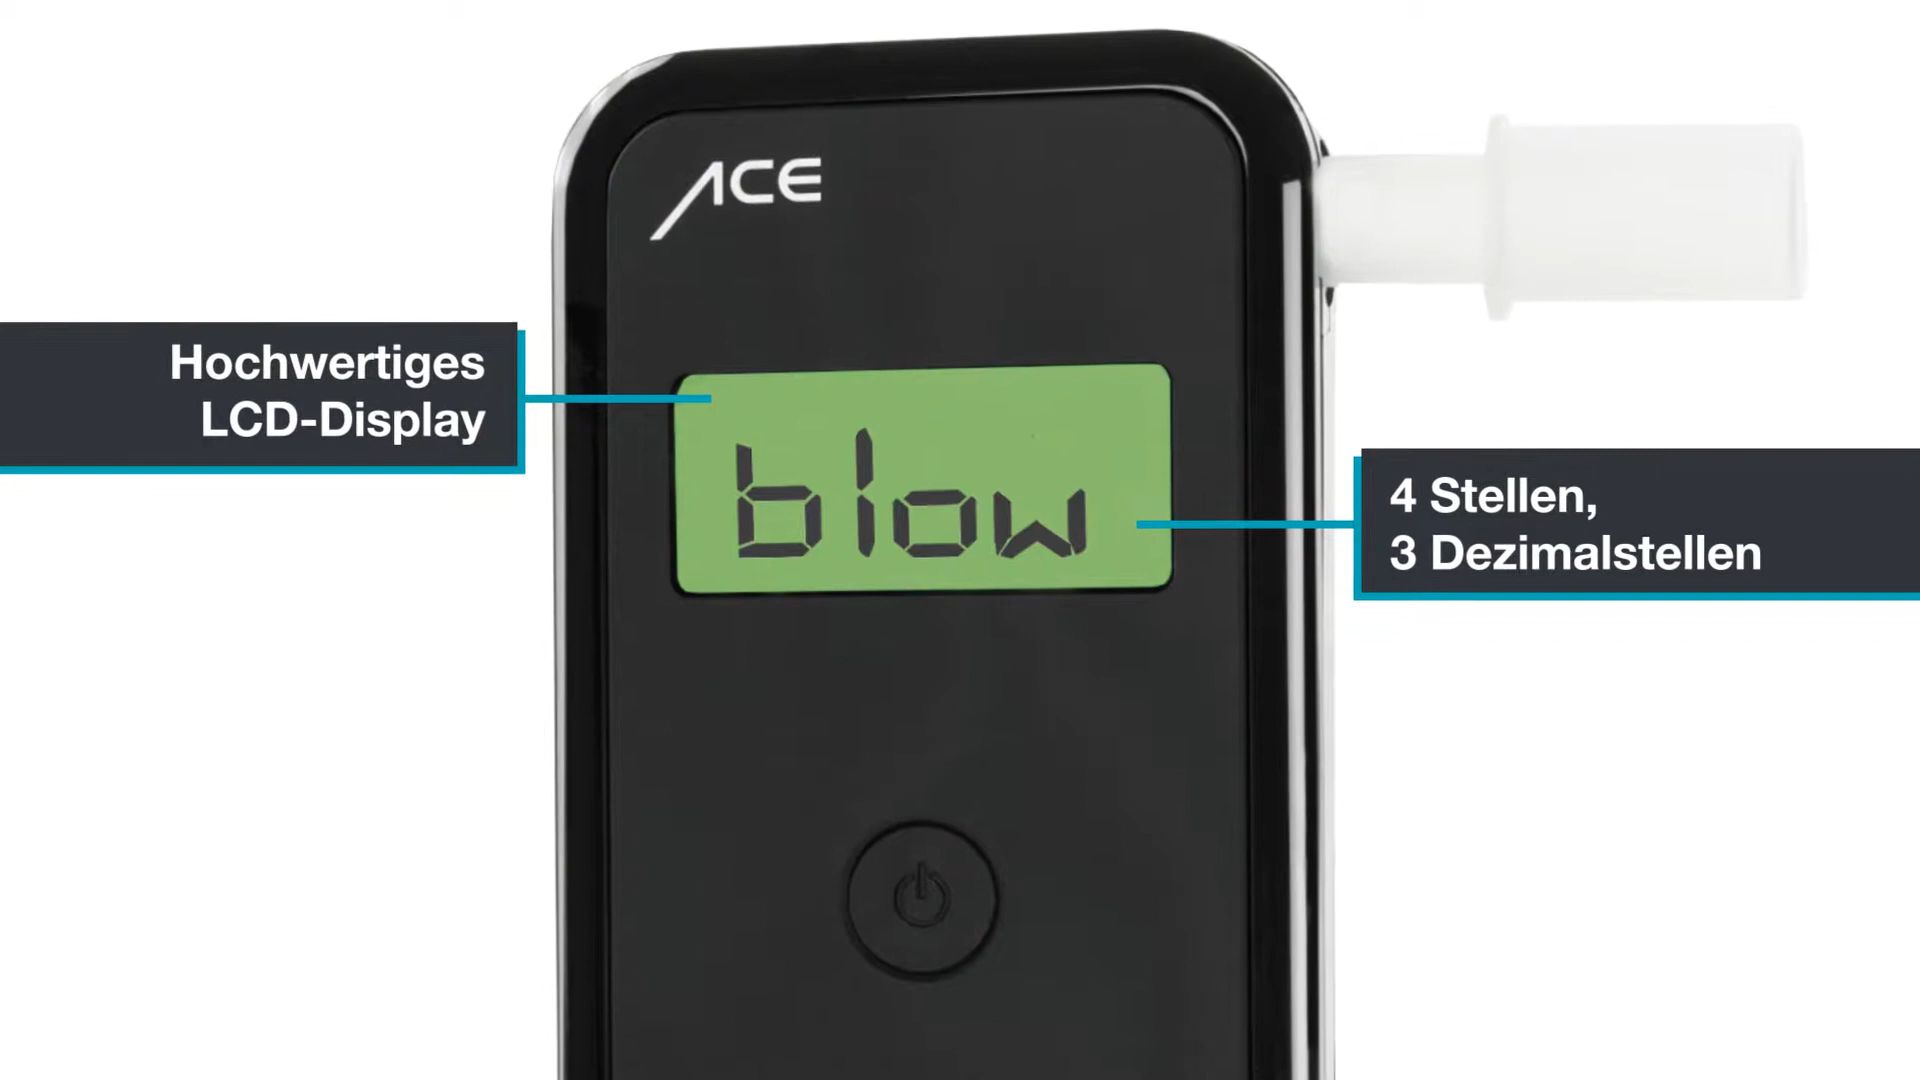 ACE
Hochwertiges
LCD-Display
blow
4 Stellen,
3 Dezimalstellen